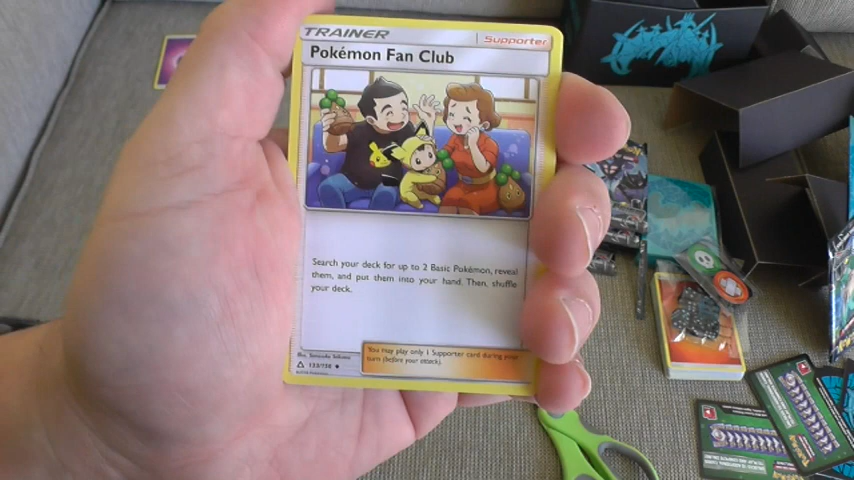 TRAINER
Supporter
Pokémon Fan Club
Search your deck for up to 2 Basic Pokémon, reveal
them, and put them into your hand. Then, shuffle
your deck.
You may play only 1 Supporter card during your
turn (before your attack).
133/156